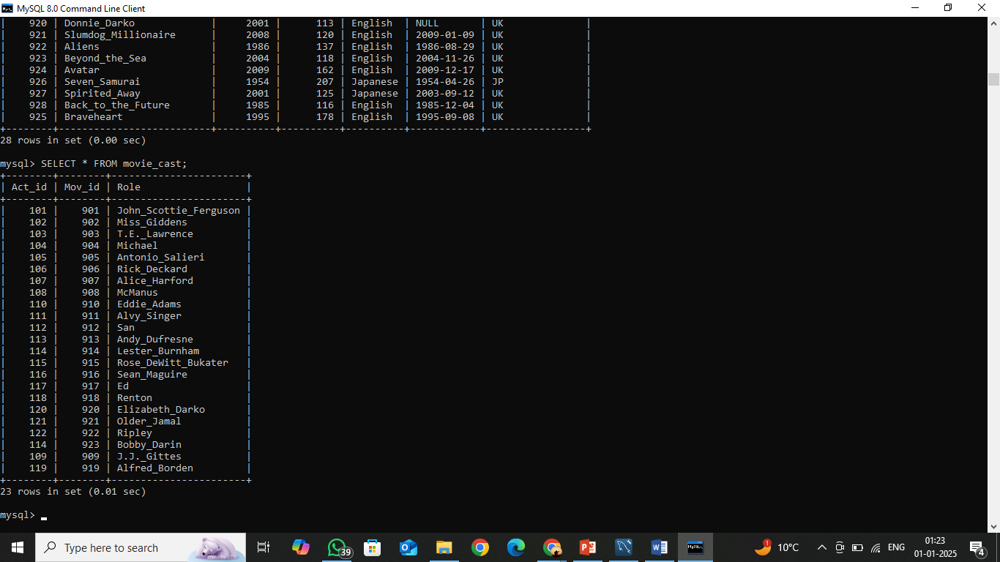 MySQL 8.0 Command Line Client
|    920 | Donnie_Darko             |     2001 |      113 | English  | NULL       | UK              |
|    921 | Slumdog_Millionaire      |     2008 |      120 | English  | 2009-01-09 | UK              |
|    922 | Aliens                   |     1986 |      137 | English  | 1986-08-29 | UK              |
|    923 | Beyond_the_Sea           |     2004 |      118 | English  | 2004-11-26 | UK              |
|    924 | Avatar                   |     2009 |      162 | English  | 2009-12-17 | UK              |
|    926 | Seven_Samurai            |     1954 |      207 | Japanese | 1954-04-26 | JP              |
|    927 | Spirited_Away            |     2001 |      125 | Japanese | 2003-09-12 | UK              |
|    928 | Back_to_the_Future       |     1985 |      116 | English  | 1985-12-04 | UK              |
|    925 | Braveheart               |     1995 |      178 | English  | 1995-09-08 | UK              |
+--------+--------------------------+----------+----------+----------+------------+-----------------+
28 rows in set (0.00 sec)
mysql> SELECT * FROM movie_cast;
+--------+--------+-----------------------+
| Act_id | Mov_id | Role                  |
+--------+--------+-----------------------+
|    101 |    901 | John_Scottie_Ferguson |
|    102 |    902 | Miss_Giddens          |
|    103 |    903 | T.E._Lawrence         |
|    104 |    904 | Michael               |
|    105 |    905 | Antonio_Salieri       |
|    106 |    906 | Rick_Deckard          |
|    107 |    907 | Alice_Harford         |
|    108 |    908 | McManus               |
|    110 |    910 | Eddie_Adams           |
|    111 |    911 | Alvy_Singer           |
|    112 |    912 | San                   |
|    113 |    913 | Andy_Dufresne         |
|    114 |    914 | Lester_Burnham        |
|    115 |    915 | Rose_DeWitt_Bukater   |
|    116 |    916 | Sean_Maguire          |
|    117 |    917 | Ed                    |
|    118 |    918 | Renton                |
|    120 |    920 | Elizabeth_Darko       |
|    121 |    921 | Older_Jamal           |
|    122 |    922 | Ripley                |
|    114 |    923 | Bobby_Darin           |
|    109 |    909 | J.J._Gittes           |
|    119 |    919 | Alfred_Borden         |
+--------+--------+-----------------------+
23 rows in set (0.01 sec)
mysql> _
Type here to search 39 1 10°C ENG 01:23 4
01-01-2025